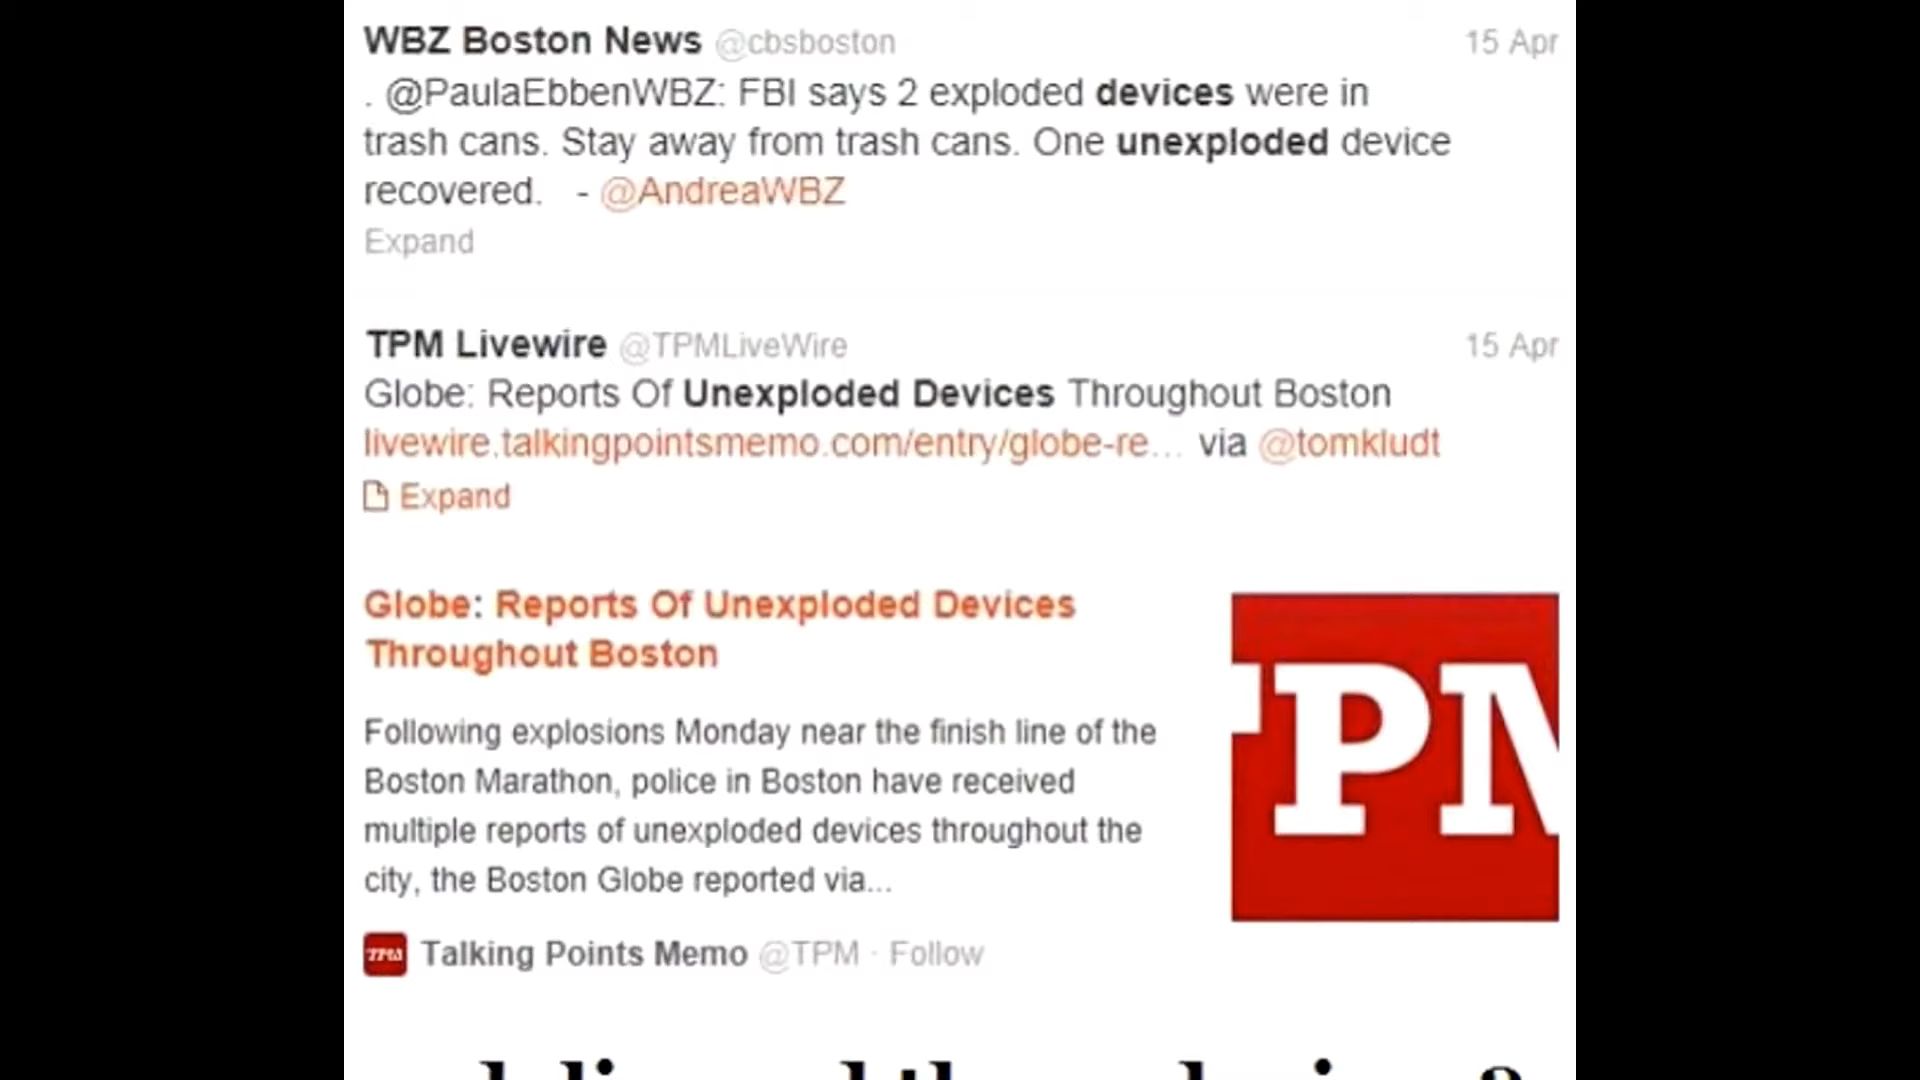 WBZ Boston News @cbsboston 15 Apr
. @PaulaEbbenWBZ: FBI says 2 exploded devices were in
trash cans. Stay away from trash cans. One unexploded device
recovered. - @AndreaWBZ
Expand
TPM Livewire @TPMLiveWire 15 Apr
Globe: Reports Of Unexploded Devices Throughout Boston
livewire.talkingpointsmemo.com/entry/globe-re... via @tomkludt
Expand
Globe: Reports Of Unexploded Devices
Throughout Boston
TPM
Following explosions Monday near the finish line of the
Boston Marathon, police in Boston have received
multiple reports of unexploded devices throughout the
city, the Boston Globe reported via...
TPM Talking Points Memo @TPM · Follow